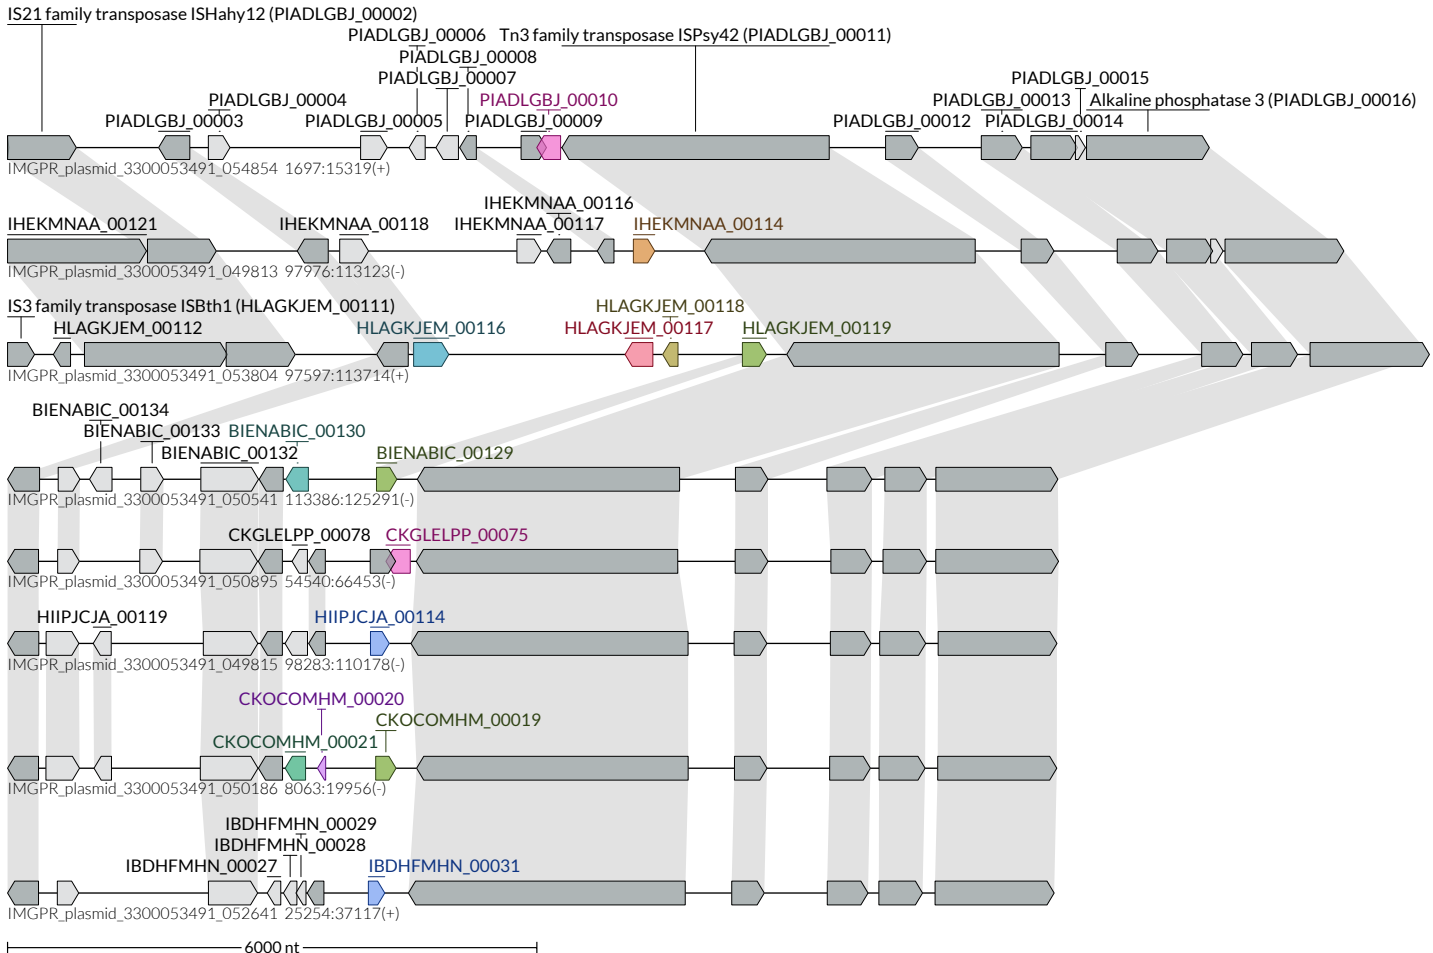 IS21 family transposase ISHahy12 (PIADLGBJ_00002)
PIADLGBJ_00006 Tn3 family transposase ISPsy42 (PIADLGBJ_00011)
PIADLGBJ_00008
PIADLGBJ_00007 PIADLGBJ_00015
PIADLGBJ_00004 PIADLGBJ_00010 PIADLGBJ_00013 Alkaline phosphatase 3 (PIADLGBJ_00016)
PIADLGBJ_00003 PIADLGBJ_00005 PIADLGBJ_00009 PIADLGBJ_00012 PIADLGBJ_00014
IMGPR_plasmid_3300053491_054854 1697:15319(+)
IHEKMNAA_00116
IHEKMNAA_00121 IHEKMNAA_00118 IHEKMNAA_00117 IHEKMNAA_00114
IMGPR_plasmid_3300053491_049813 97976:113123(-)
IS3 family transposase ISBth1 (HLAGKJEM_00111) HLAGKJEM_00118
HLAGKJEM_00112 HLAGKJEM_00116 HLAGKJEM_00117 HLAGKJEM_00119
IMGPR_plasmid_3300053491_053804 97597:113714(+)
BIENABIC_00134
BIENABIC_00133 BIENABIC_00130
BIENABIC_00132 BIENABIC_00129
IMGPR_plasmid_3300053491_050541 113386:125291(-)
CKGLELPP_00078 CKGLELPP_00075
IMGPR_plasmid_3300053491_050895 54540:66453(-)
HIIPJCJA_00119 HIIPJCJA_00114
IMGPR_plasmid_3300053491_049815 98283:110178(-)
CKOCOMHM_00020
CKOCOMHM_00019
CKOCOMHM_00021
IMGPR_plasmid_3300053491_050186 8063:19956(-)
IBDHFMHN_00029
IBDHFMHN_00028
IBDHFMHN_00027 IBDHFMHN_00031
IMGPR_plasmid_3300053491_052641 25254:37117(+)
6000 nt